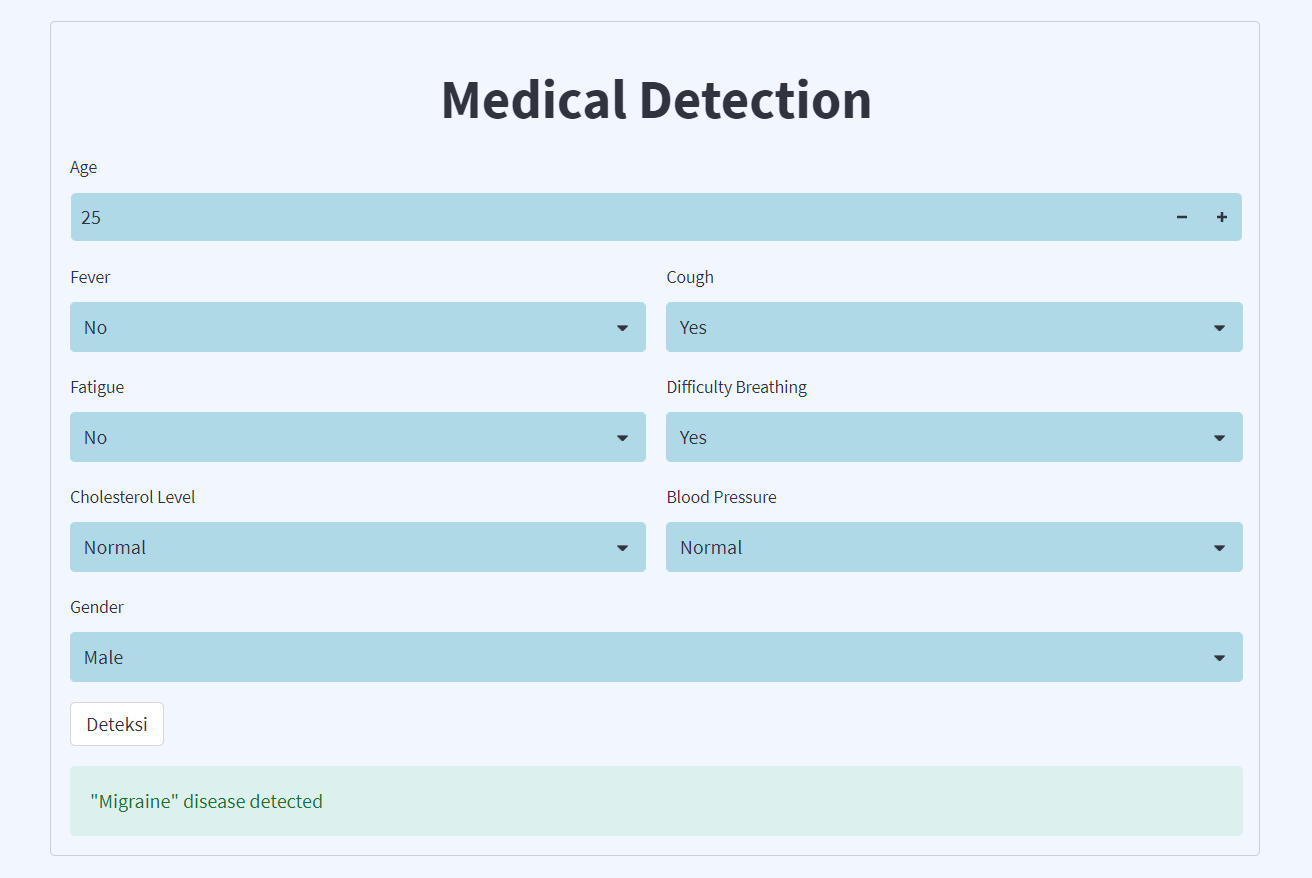 Medical Detection
Age
25
Fever
Cough
No
Yes
Fatigue
Difficulty Breathing
No
Yes
Cholesterol Level
Blood Pressure
Normal
Normal
Gender
Male
Deteksi
"Migraine" disease detected